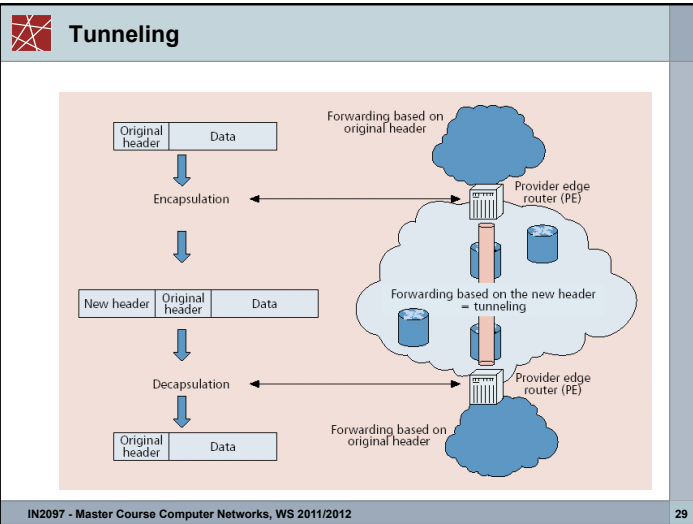 Tunneling
Original
header
Data
Encapsulation
New header
Original
header
Data
Decapsulation
Original
header
Data
Forwarding based on
original header
Provider edge
router (PE)
Forwarding based on the new header
= tunneling
Provider edge
router (PE)
Forwarding based on
original header
IN2097 - Master Course Computer Networks, WS 2011/2012
29